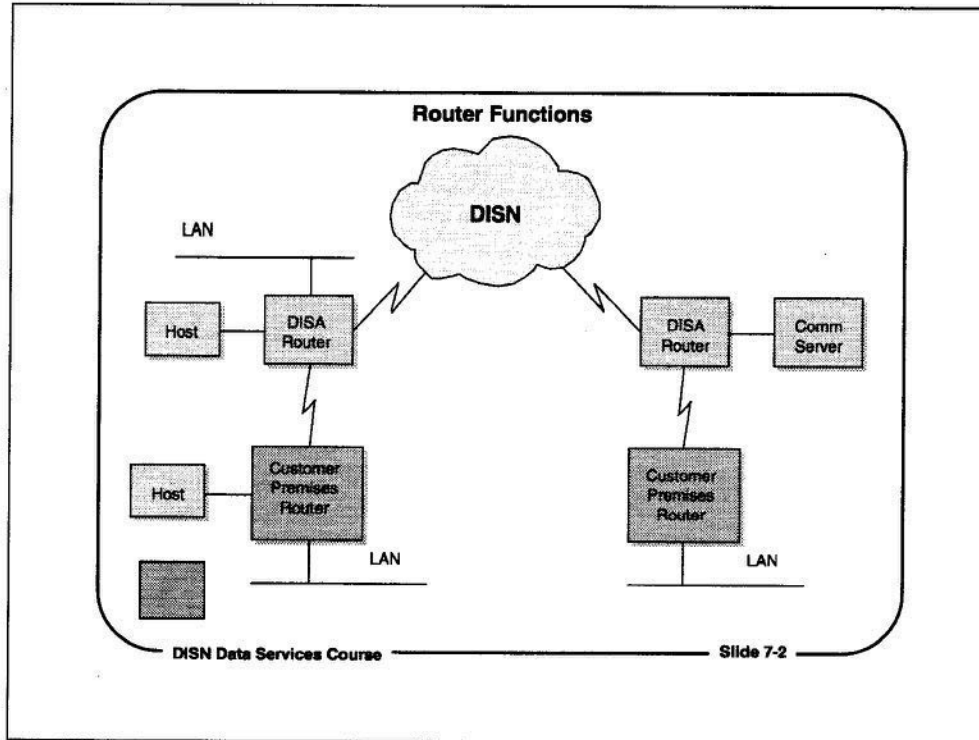 Router Functions
DISN
LAN
Host
DISA
Router
DISA
Router
Comm
Server
Host
Customer
Premises
Router
Customer
Premises
Router
LAN
LAN
DISN Data Services Course
Slide 7-2